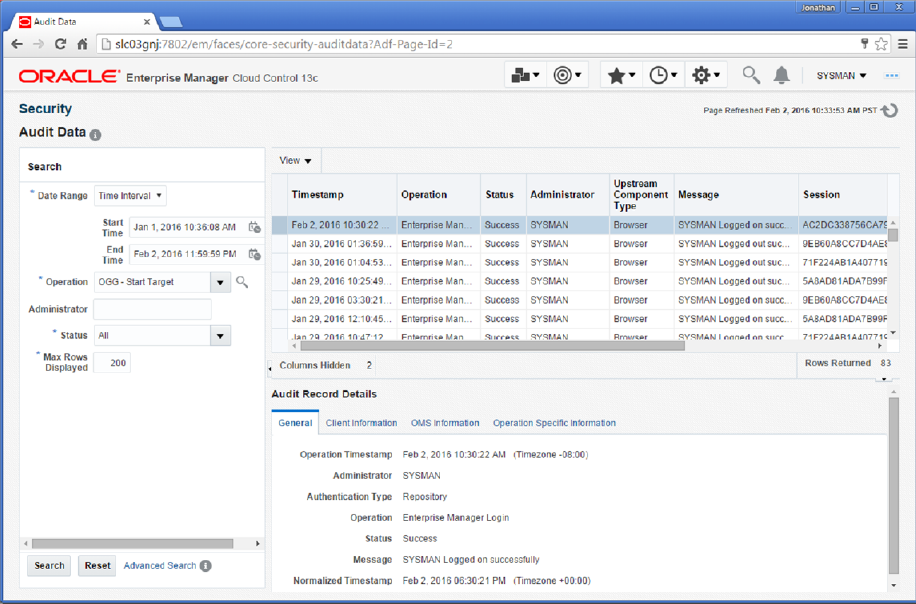 Jonathan
Audit Data
slc03gnj:7802/em/faces/core-security-auditdata?Adf-Page-Id=2
ORACLE' Enterprise Manager Cloud Control 13c
SYSMAN
Security
Page Refreshed Feb 2, 2016 10:33:53 AM PST
Audit Data
Search
* Date Range Time Interval
Start Time Jan 1, 2016 10:36:08 AM
End Time Feb 2, 2016 11:59:59 PM
* Operation OGG - Start Target
Administrator
* Status All
* Max Rows Displayed 200
Search Reset Advanced Search
View
Timestamp Operation Status Administrator Upstream Component Type Message Session
Feb 2, 2016 10:30:22 ... Enterprise Man... Success SYSMAN Browser SYSMAN Logged on succ...
Jan 30, 2016 01:36:59... Enterprise Man... Success SYSMAN Browser SYSMAN Logged out suc... 9EB60A8CC7D4AE
Jan 30, 2016 01:04:53... Enterprise Man... Success SYSMAN Browser SYSMAN Logged out suc... 71F224AB1A407719
Jan 29, 2016 10:25:49... Enterprise Man... Success SYSMAN Browser SYSMAN Logged out suc... 5A8AD81ADA7B99F
Jan 29, 2016 03:30:21... Enterprise Man... Success SYSMAN Browser SYSMAN Logged on succ... 9EB60A8CC7D4AE
Jan 29, 2016 12:10:45... Enterprise Man... Success SYSMAN Browser SYSMAN Logged on succ... 5A8AD81ADA7B99F
Jan 29, 2016 10:47:12 Enterprise Man... Success SYSMAN Browser SYSMAN Logged on succ... 71F224AB1A407719
Columns Hidden 2
Rows Returned 83
Audit Record Details
General Client Information OMS Information Operation Specific Information
Operation Timestamp Feb 2, 2016 10:30:22 AM (Timezone -08:00)
Administrator SYSMAN
Authentication Type Repository
Operation Enterprise Manager Login
Status Success
Message SYSMAN Logged on successfully
Normalized Timestamp Feb 2, 2016 06:30:21 PM (Timezone +00:00)